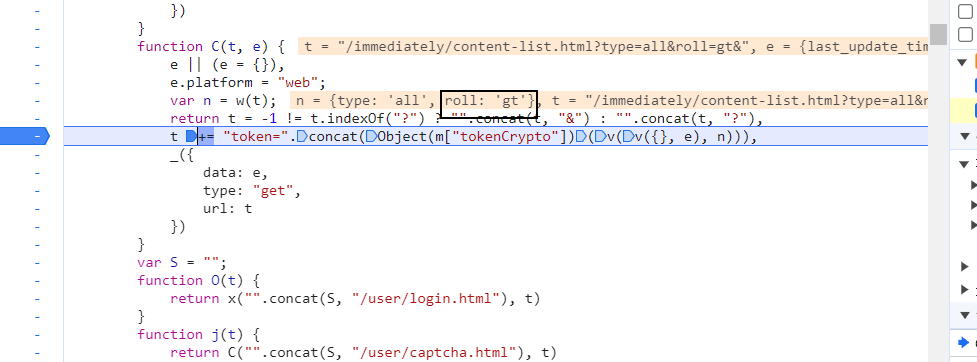 })
}
function C(t, e) { t = "/immediately/content-list.html?type=all&roll=gt&", e = {last_update_tim
e || (e = {}),
e.platform = "web";
var n = w(t); n = {type: 'all', roll: 'gt'}, t = "/immediately/content-list.html?type=all&r
return t = -1 != t.indexOf("?") ? "".concat(t, "&") : "".concat(t, "?"),
t += "token=".concat(Object(m["tokenCrypto"])(v(v({}, e), n))),
_({
data: e,
type: "get",
url: t
})
}
var S = "";
function O(t) {
return x("".concat(S, "/user/login.html"), t)
}
function j(t) {
return C("".concat(S, "/user/captcha.html"), t)